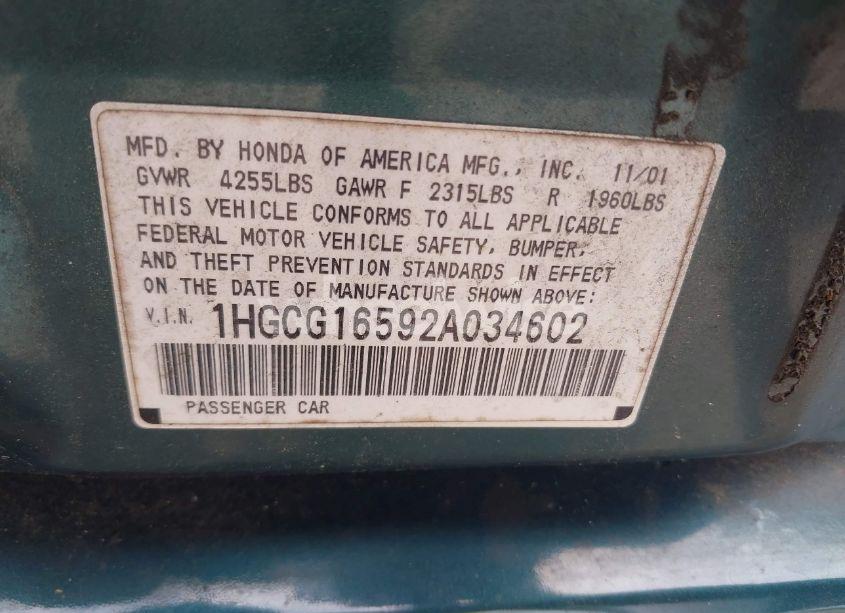 MFD. BY HONDA OF AMERICA MFG., INC. 11/01
GVWR 4255LBS GAWR F 2315LBS R 1960LBS
THIS VEHICLE CONFORMS TO ALL APPLICABLE
FEDERAL MOTOR VEHICLE SAFETY, BUMPER,
AND THEFT PREVENTION STANDARDS IN EFFECT
ON THE DATE OF MANUFACTURE SHOWN ABOVE:
V.I.N. 1HGCG16592A034602
PASSENGER CAR